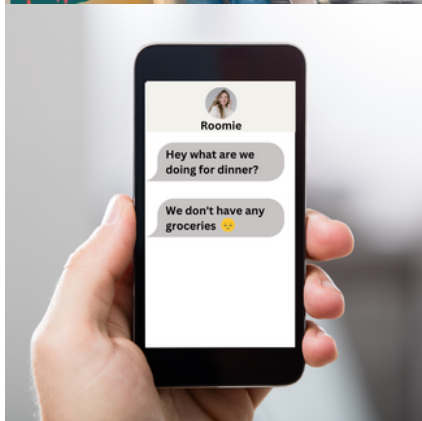 Roomie
Hey what are we
doing for dinner?
We don't have any
groceries 😔